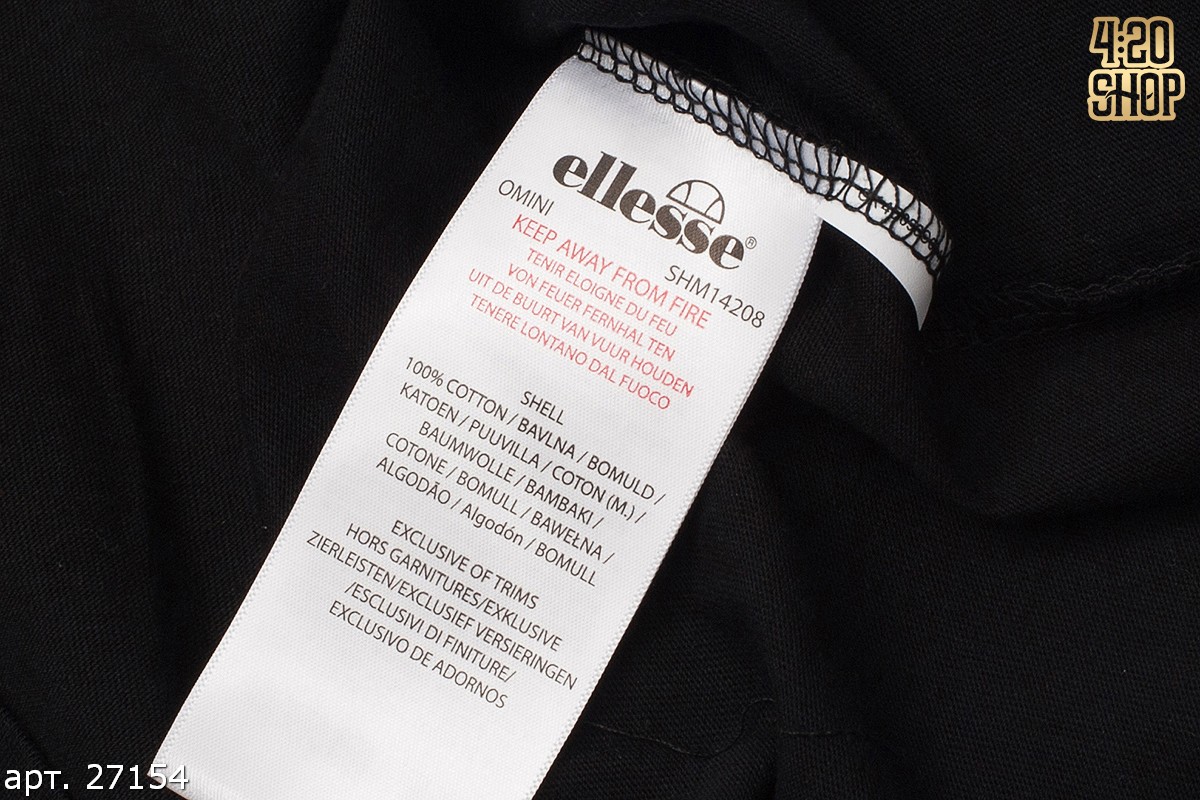 4:20
SHOP
ellesse®
OMINI
SHM14208
KEEP AWAY FROM FIRE
TENIR ELOIGNE DU FEU
VON FEUER FERNHAL TEN
UIT DE BUURT VAN VUUR HOUDEN
TENERE LONTANO DAL FUOCO
SHELL
100% COTTON / BAVLNA / BOMULD /
KATOEN / PUUVILLA / COTON (M.) /
BAUMWOLLE / BAMBAKI /
COTONE / BOMULL / BAWEŁNA /
ALGODÃO / Algodón / BOMULL
EXCLUSIVE OF TRIMS
HORS GARNITURES/EXKLUSIVE
ZIERLEISTEN/EXCLUSIEF VERSIERINGEN
/ESCLUSIVI DI FINITURE/
EXCLUSIVO DE ADORNOS
арт. 27154